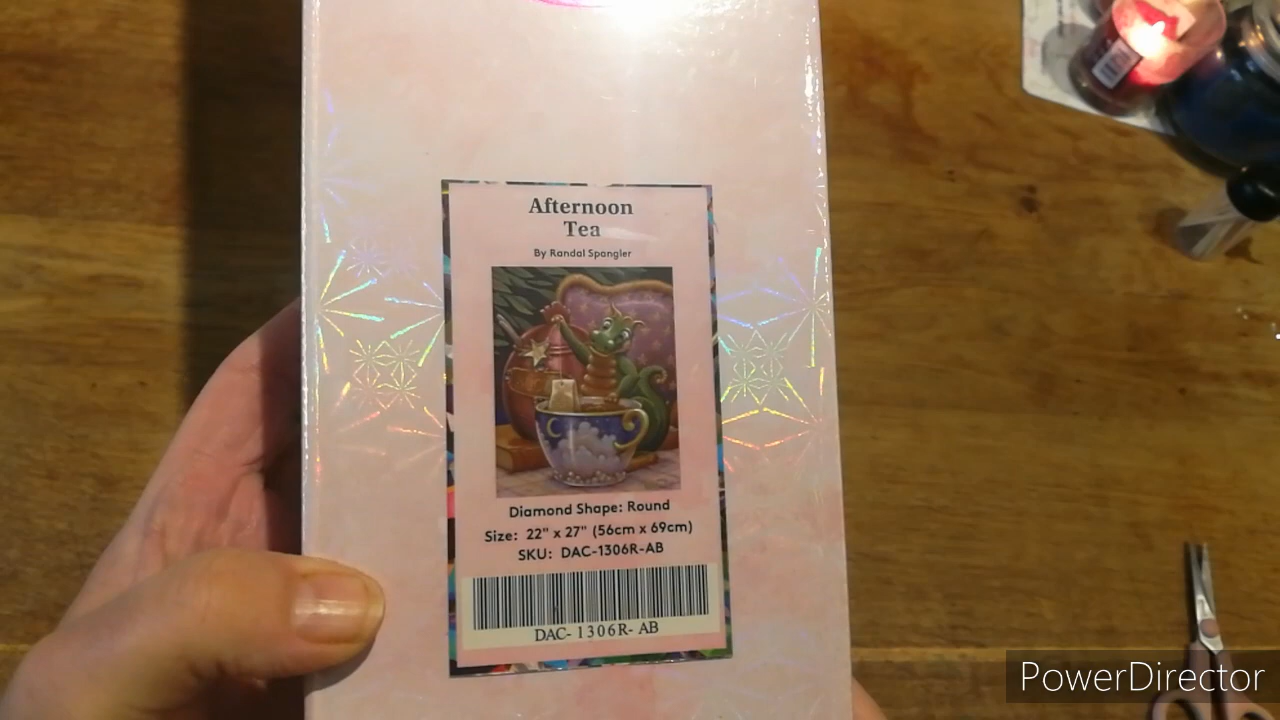 Afternoon
Tea
By Randal Spangler
Diamond Shape: Round
Size: 22" x 27" (56cm x 69cm)
SKU: DAC-1306R-AB
DAC- 1306R- AB
PowerDirector